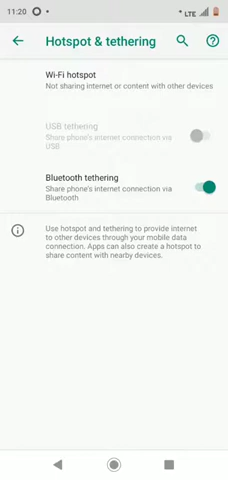 11:20
LTE
Hotspot & tethering
Wi-Fi hotspot
Not sharing internet or content with other devices
USB tethering
Share phone's internet connection via
USB
Bluetooth tethering
Share phone's internet connection via
Bluetooth
Use hotspot and tethering to provide internet
to other devices through your mobile data
connection. Apps can also create a hotspot to
share content with nearby devices.